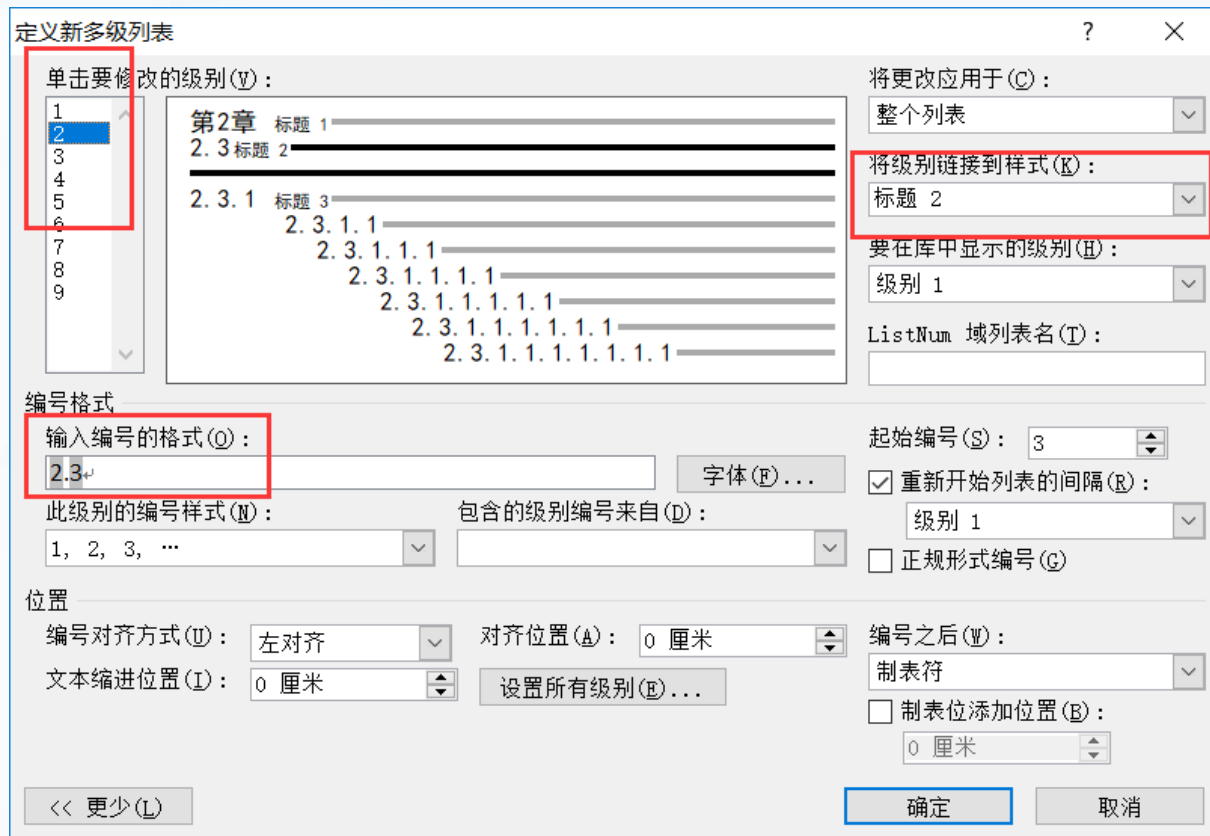 定义新多级列表 ?
单击要修改的级别(V):
1
2
3
4
5
6
7
8
9
第2章 标题 1
2.3标题 2
2.3.1 标题 3
2.3.1.1
2.3.1.1.1
2.3.1.1.1.1
2.3.1.1.1.1.1
2.3.1.1.1.1.1.1
2.3.1.1.1.1.1.1.1
将更改应用于(C):
整个列表
将级别链接到样式(K):
标题 2
要在库中显示的级别(H):
级别 1
ListNum 域列表名(T):
编号格式
输入编号的格式(O):
2.3↵
字体(F)...
此级别的编号样式(N):
1, 2, 3, …
包含的级别编号来自(D):
起始编号(S): 3
重新开始列表的间隔(R):
级别 1
正规形式编号(G)
位置
编号对齐方式(U): 左对齐
对齐位置(A): 0 厘米
文本缩进位置(I): 0 厘米
设置所有级别(E)...
编号之后(W):
制表符
制表位添加位置(B):
0 厘米
<< 更少(L)
确定
取消